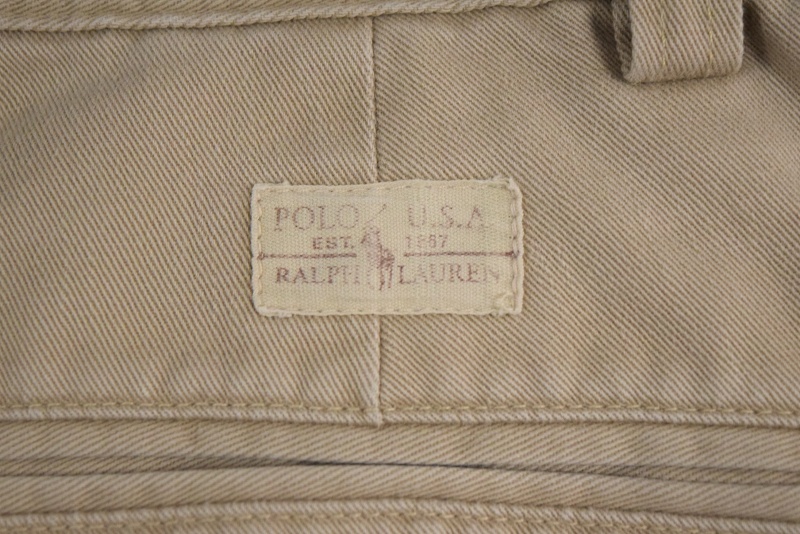 POLO U.S.A.
EST. 1967
RALPH LAUREN